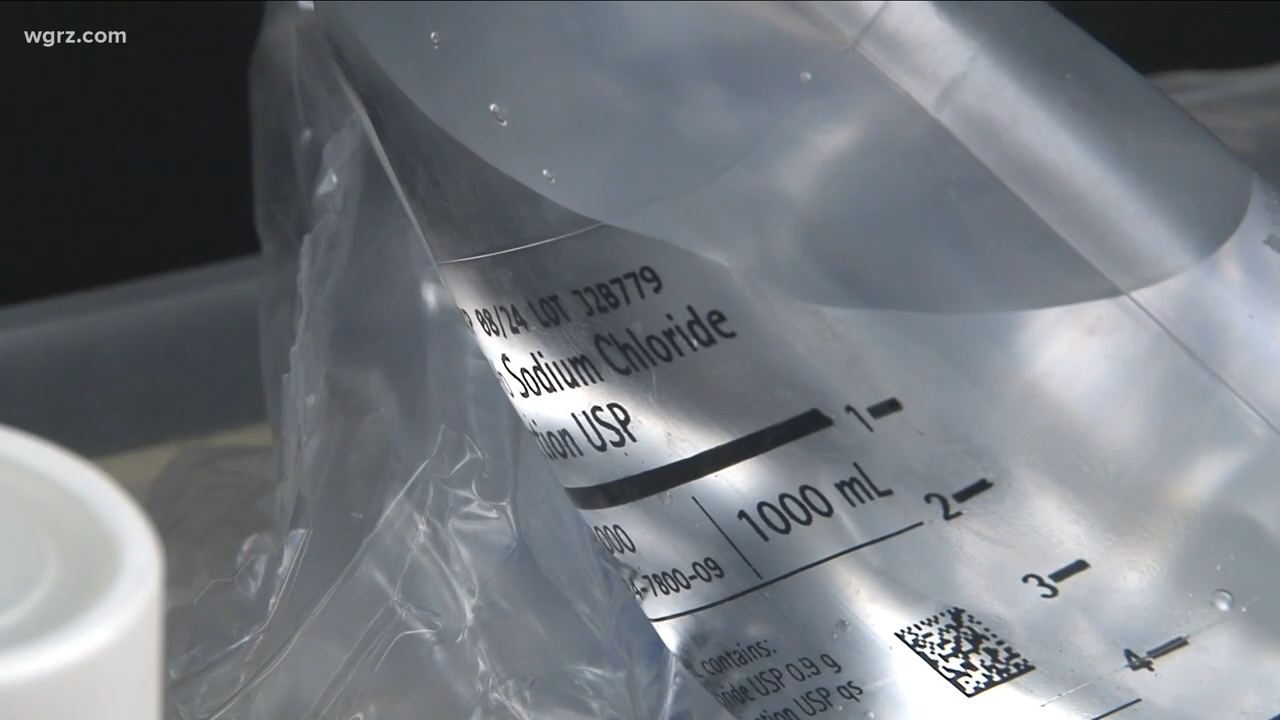 wgrz.com
08/24 LOT J2B779
Sodium Chloride
USP
1
000
1000 mL
2
-7800-09
3
contains:
4
USP 0.9 g
USP qs